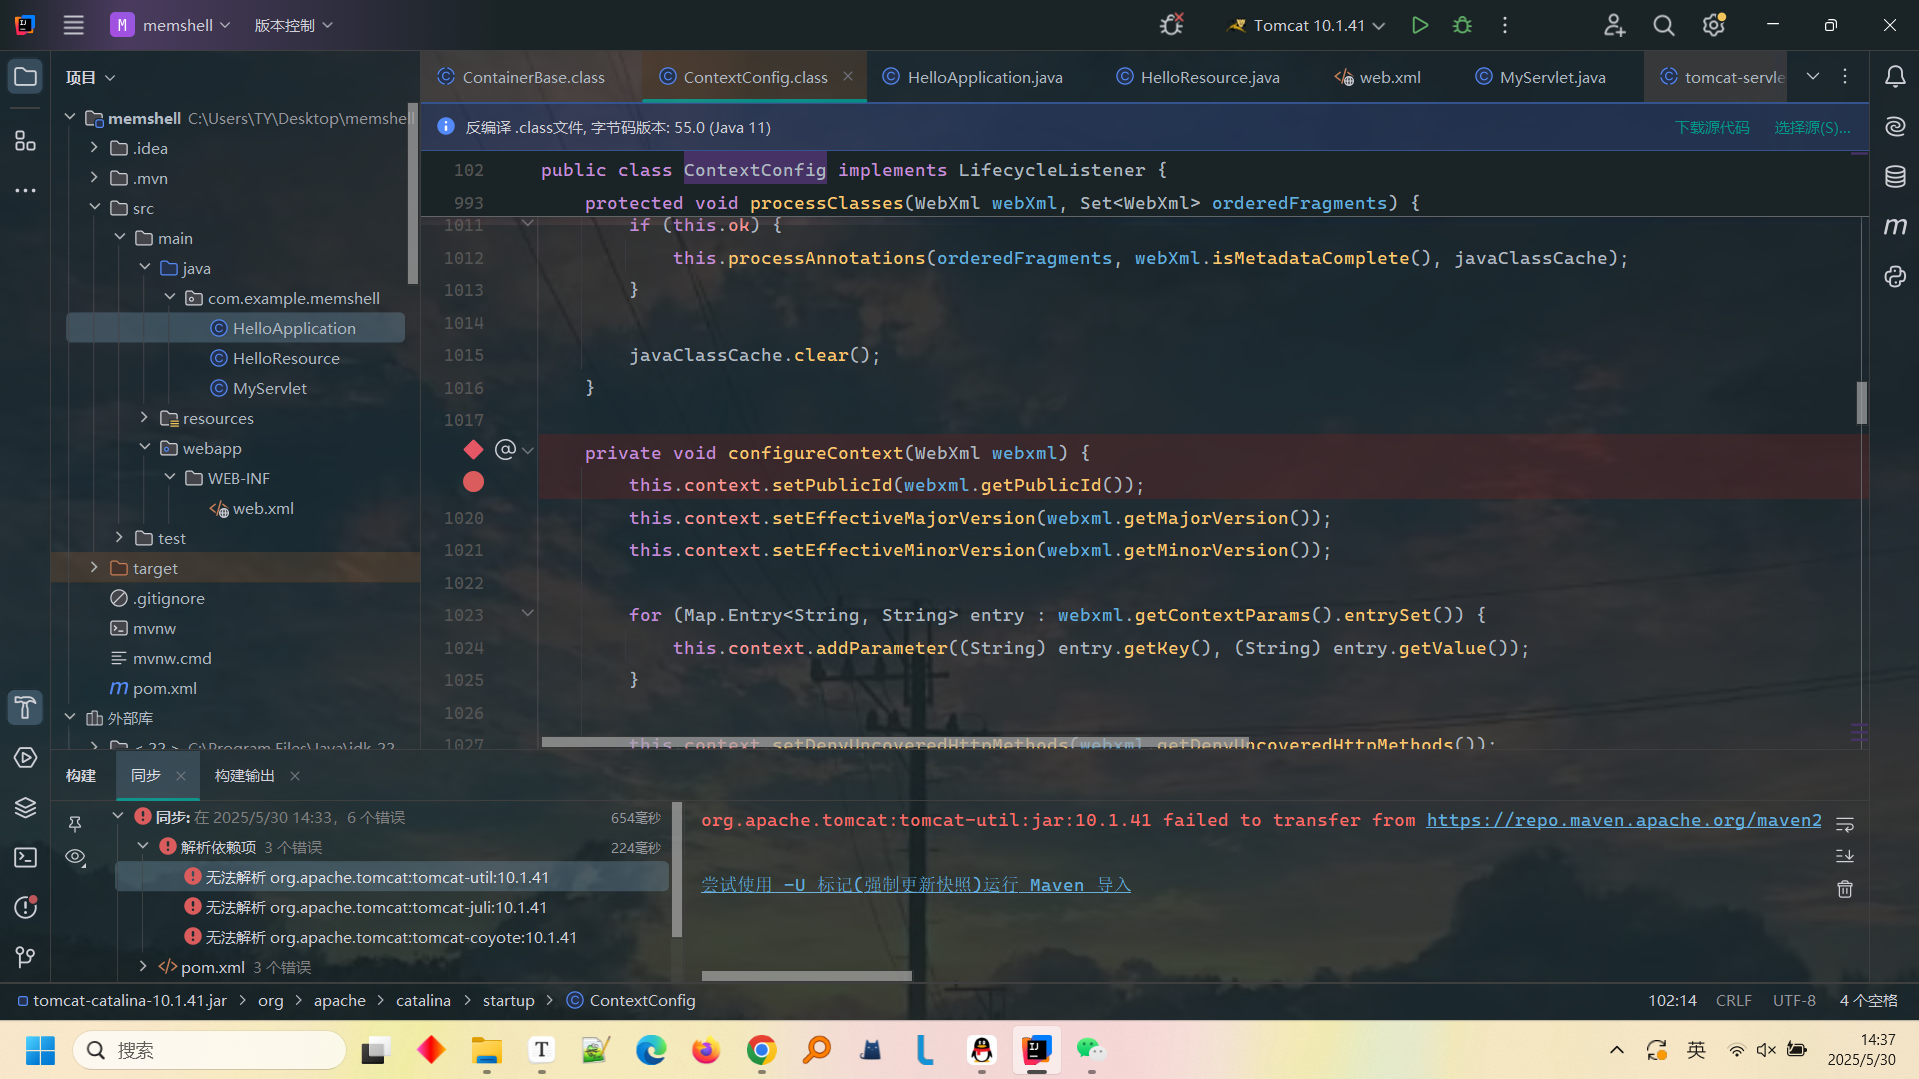 M memshell 版本控制 Tomcat 10.1.41
项目
ContainerBase.class ContextConfig.class HelloApplication.java HelloResource.java web.xml MyServlet.java tomcat-servle
memshell C:\Users\TY\Desktop\memshell
.idea
.mvn
src
main
java
com.example.memshell
HelloApplication
HelloResource
MyServlet
resources
webapp
WEB-INF
web.xml
test
target
.gitignore
mvnw
mvnw.cmd
m pom.xml
外部库
< 22 > C:\Program Files\Java\jdk-22
反编译 .class文件, 字节码版本: 55.0 (Java 11) 下载源代码 选择源(S)...
102 public class ContextConfig implements LifecycleListener {
993 protected void processClasses(WebXml webXml, Set<WebXml> orderedFragments) {
1011 if (this.ok) {
1012 this.processAnnotations(orderedFragments, webXml.isMetadataComplete(), javaClassCache);
1013 }
1014
1015 javaClassCache.clear();
1016 }
1017
@ private void configureContext(WebXml webxml) {
this.context.setPublicId(webxml.getPublicId());
1020 this.context.setEffectiveMajorVersion(webxml.getMajorVersion());
1021 this.context.setEffectiveMinorVersion(webxml.getMinorVersion());
1022
1023 for (Map.Entry<String, String> entry : webxml.getContextParams().entrySet()) {
1024 this.context.addParameter((String) entry.getKey(), (String) entry.getValue());
1025 }
1026
1027 this.context.setDenyUncoveredHttpMethods(webxml.getDenyUncoveredHttpMethods());
构建 同步 构建输出
同步: 在 2025/5/30 14:33，6 个错误 654毫秒
解析依赖项 3 个错误 224毫秒
无法解析 org.apache.tomcat:tomcat-util:10.1.41
无法解析 org.apache.tomcat:tomcat-juli:10.1.41
无法解析 org.apache.tomcat:tomcat-coyote:10.1.41
pom.xml 3 个错误
org.apache.tomcat:tomcat-util:jar:10.1.41 failed to transfer from https://repo.maven.apache.org/maven2
尝试使用 -U 标记(强制更新快照)运行 Maven 导入
tomcat-catalina-10.1.41.jar > org > apache > catalina > startup > ContextConfig 102:14 CRLF UTF-8 4 个空格
搜索 英 14:37
2025/5/30